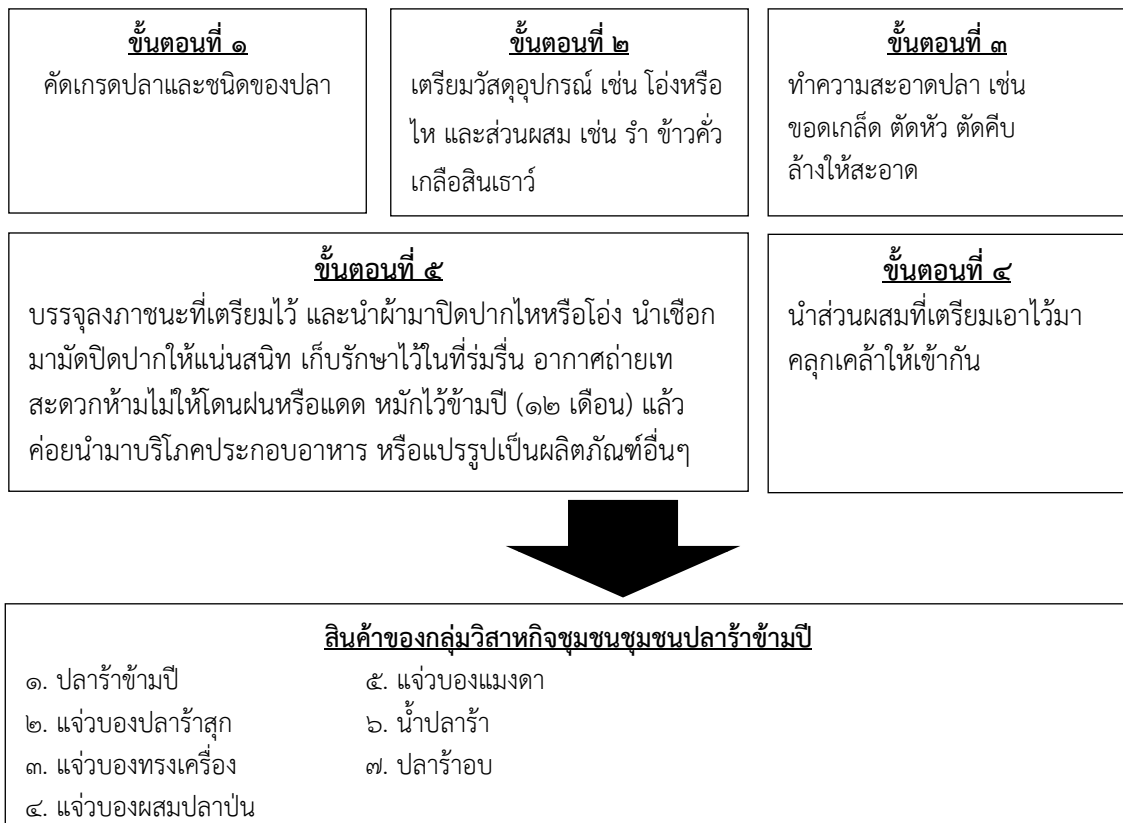 ขั้นตอนที่ ๑
คัดเกรดปลาและชนิดของปลา
ขั้นตอนที่ ๒
เตรียมวัสดุอุปกรณ์ เช่น โอ่งหรือ
ไห และส่วนผสม เช่น รำ ข้าวคั่ว
เกลือสินเธาว์
ขั้นตอนที่ ๓
ทำความสะอาดปลา เช่น
ขอดเกล็ด ตัดหัว ตัดคีบ
ล้างให้สะอาด
ขั้นตอนที่ ๔
นำส่วนผสมที่เตรียมเอาไว้มา
คลุกเคล้าให้เข้ากัน
ขั้นตอนที่ ๕
บรรจุลงภาชนะที่เตรียมไว้ และนำผ้ามาปิดปากไหหรือโอ่ง นำเชือก
มามัดปิดปากให้แน่นสนิท เก็บรักษาไว้ในที่ร่มรื่น อากาศถ่ายเท
สะดวกห้ามไม่ให้โดนฝนหรือแดด หมักไว้ข้ามปี (๑๒ เดือน) แล้ว
ค่อยนำมาบริโภคประกอบอาหาร หรือแปรรูปเป็นผลิตภัณฑ์อื่นๆ
สินค้าของกลุ่มวิสาหกิจชุมชนชุมชนปลาร้าข้ามปี
๑. ปลาร้าข้ามปี
๒. แจ่วบองปลาร้าสุก
๓. แจ่วบองทรงเครื่อง
๔. แจ่วบองผสมปลาป่น
๕. แจ่วบองแมงดา
๖. น้ำปลาร้า
๗. ปลาร้าอบ